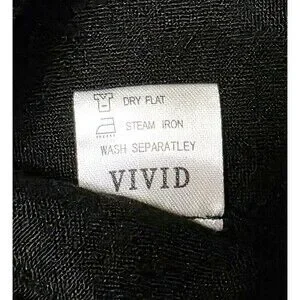 DRY FLAT
STEAM IRON
WASH SEPARATLEY
VIVID